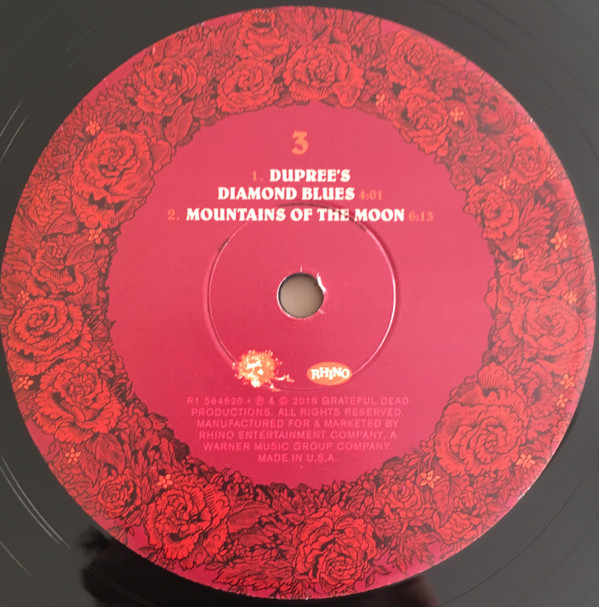 3
1. DUPREE'S
DIAMOND BLUES 4:01
2. MOUNTAINS OF THE MOON 6:13
RHINO
R1 584620 • ℗ & © 2019 GRATEFUL DEAD
PRODUCTIONS. ALL RIGHTS RESERVED.
MANUFACTURED FOR & MARKETED BY
RHINO ENTERTAINMENT COMPANY. A
WARNER MUSIC GROUP COMPANY.
MADE IN U.S.A.